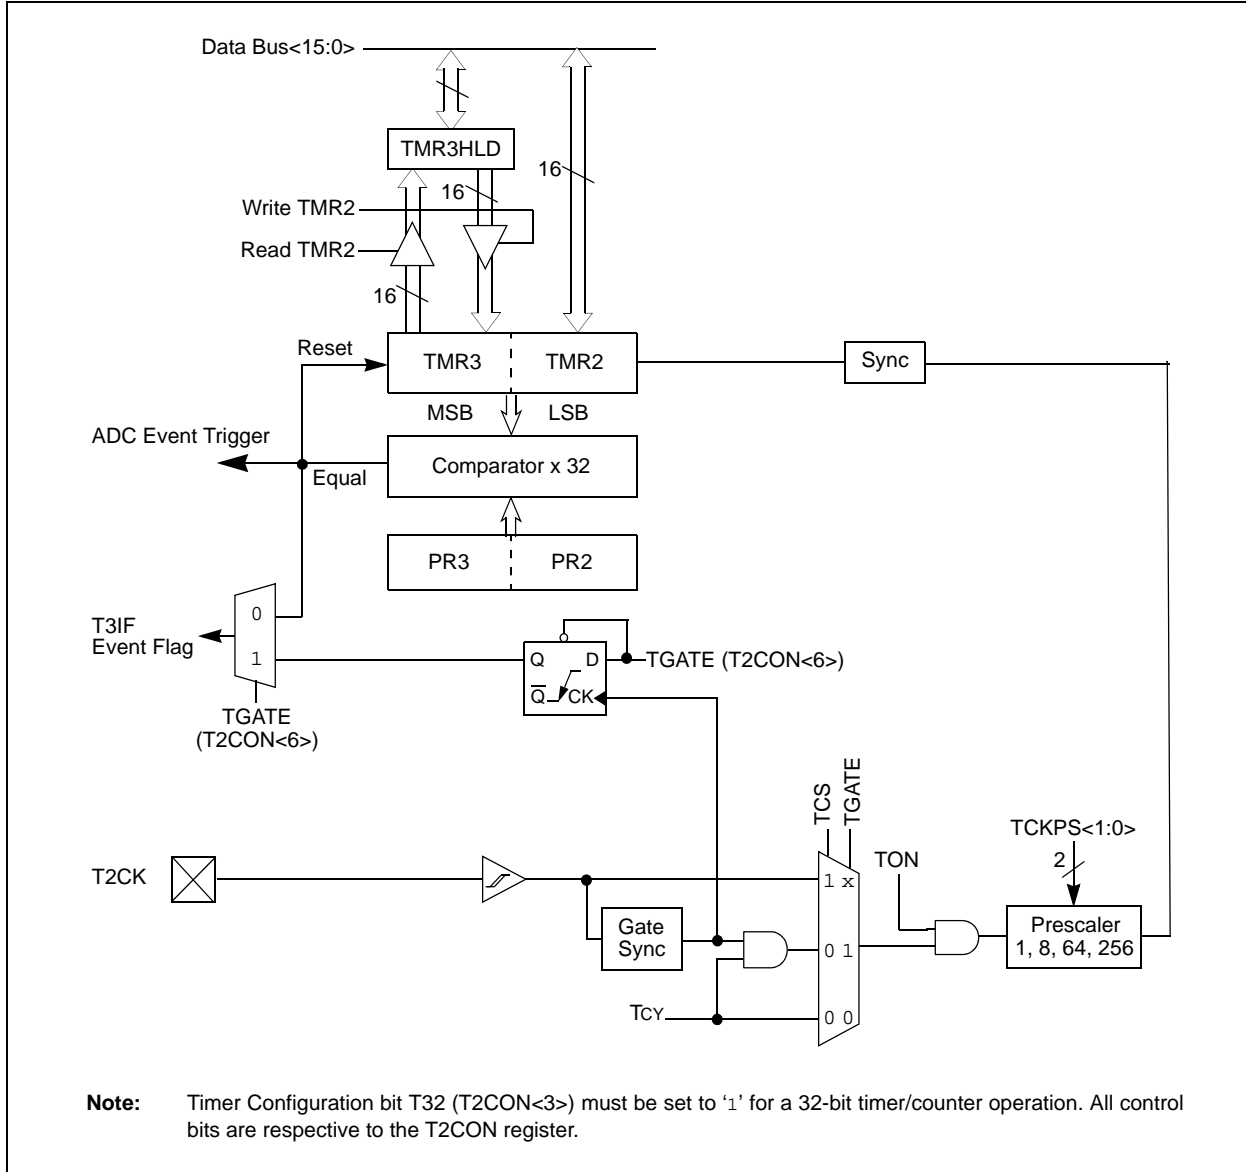 Data Bus<15:0>
TMR3HLD
16
16
Write TMR2
Read TMR2
16
Reset
TMR3
TMR2
Sync
MSB
LSB
ADC Event Trigger
Equal
Comparator x 32
PR3
PR2
0
T3IF
Event Flag
1
Q
D
TGATE (T2CON<6>)
Q
CK
TGATE
(T2CON<6>)
TCS
TGATE
TCKPS<1:0>
2
TON
T2CK
1 x
Gate
Sync
0 1
Prescaler
1, 8, 64, 256
TCY
0 0
Note: Timer Configuration bit T32 (T2CON<3>) must be set to ‘1’ for a 32-bit timer/counter operation. All control
bits are respective to the T2CON register.